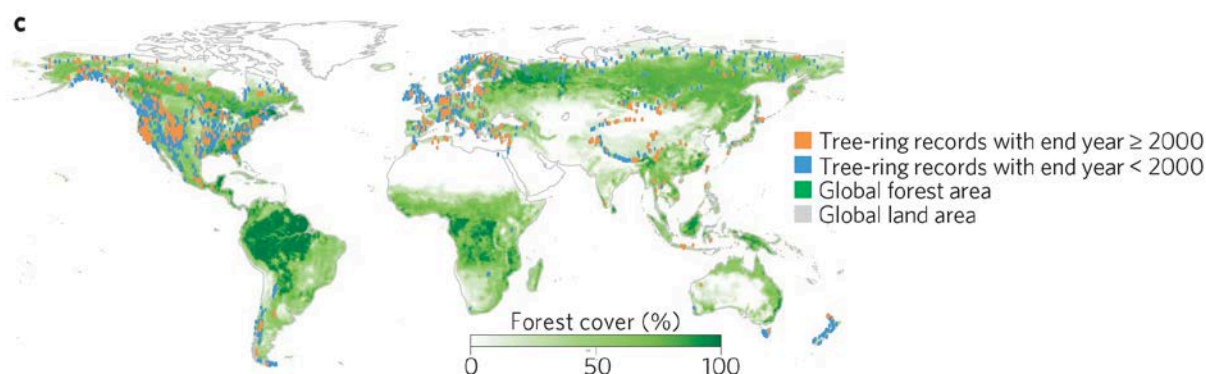 c
Tree-ring records with end year ≥ 2000
Tree-ring records with end year < 2000
Global forest area
Global land area
Forest cover (%)
0 50 100